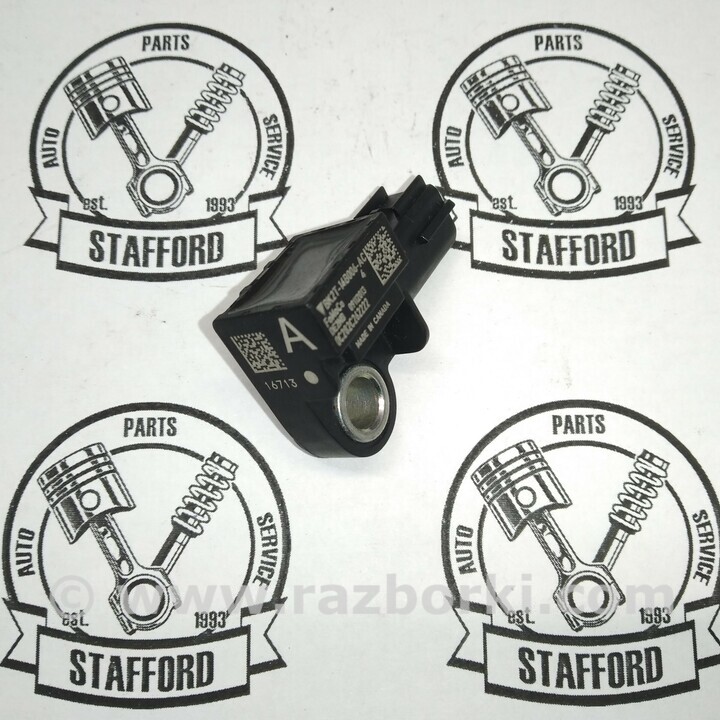 PARTS
AUTO
SERVICE
est.
1993
STAFFORD
PARTS
AUTO
SERVICE
est.
1993
STAFFORD
A
MADE IN CANADA
16713
PARTS
AUTO
SERVICE
est.
1993
STAFFORD
PARTS
AUTO
SERVICE
est.
1993
STAFFORD
© www.razborki.com